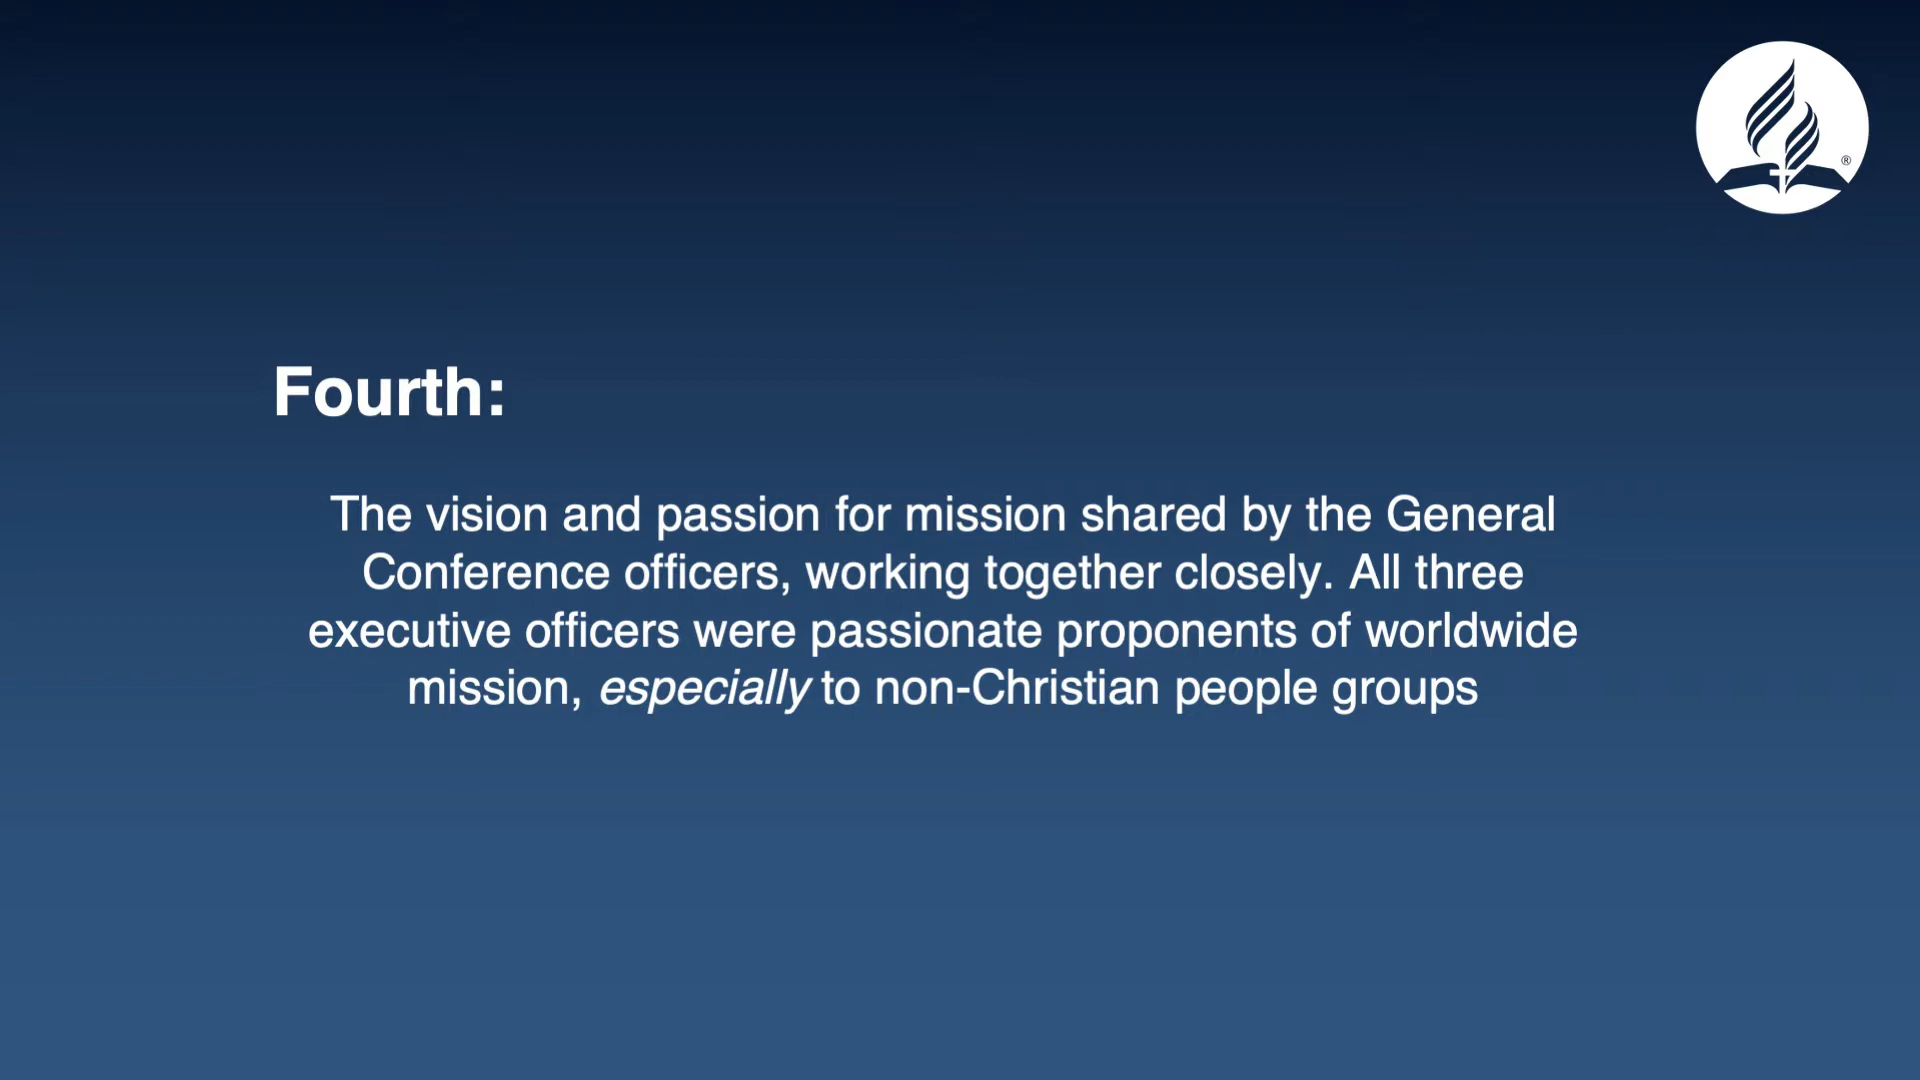 ®
Fourth:
The vision and passion for mission shared by the General
Conference officers, working together closely. All three
executive officers were passionate proponents of worldwide
mission, especially to non-Christian people groups